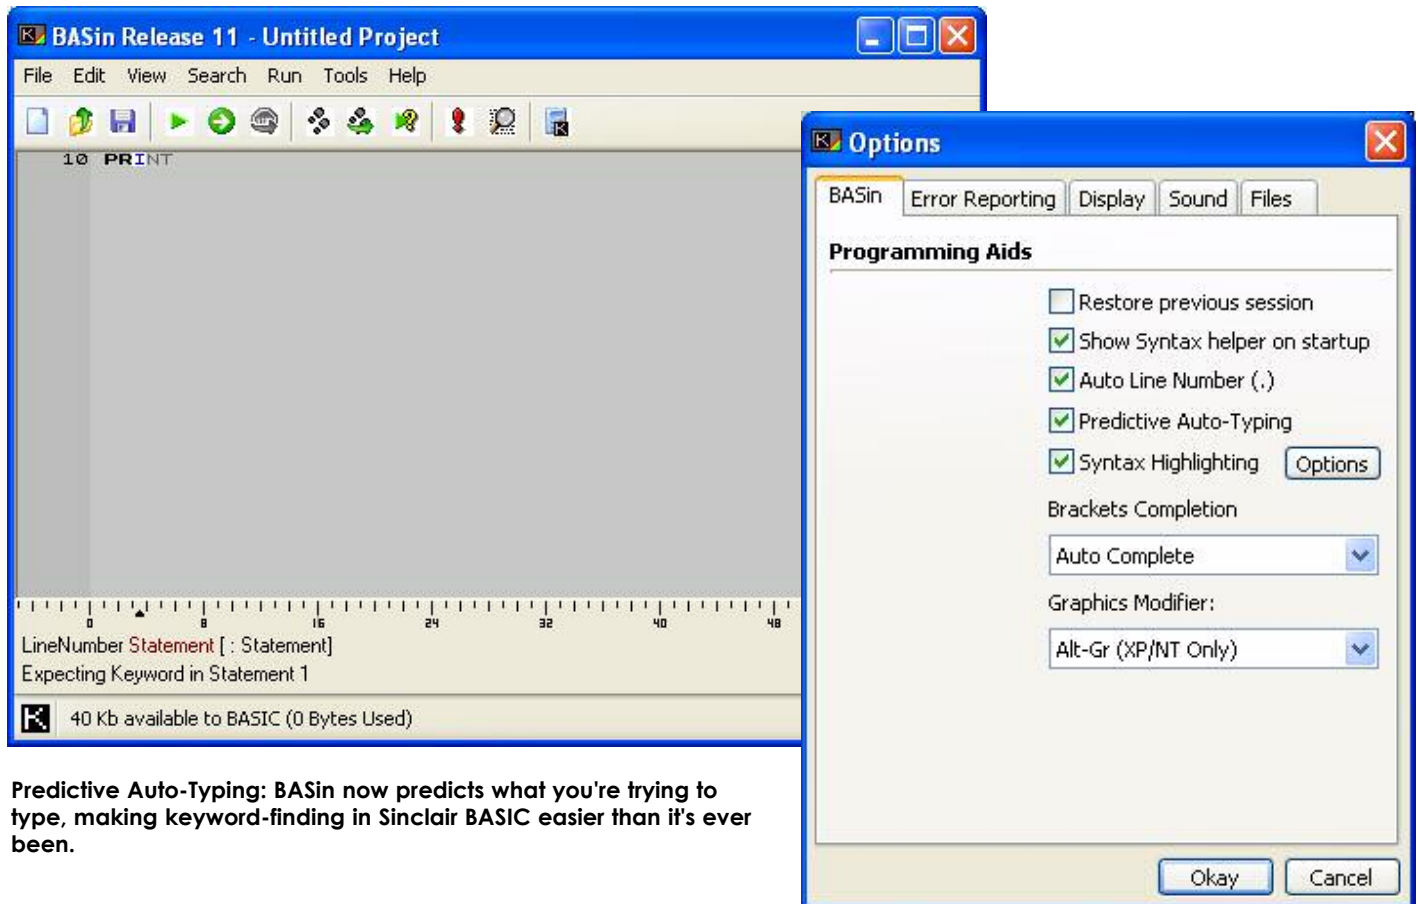 BASin Release 11 - Untitled Project
File Edit View Search Run Tools Help
10 PRINT
0 8 16 24 32 40 48
LineNumber Statement [ : Statement]
Expecting Keyword in Statement 1
40 Kb available to BASIC (0 Bytes Used)
Predictive Auto-Typing: BASin now predicts what you're trying to
type, making keyword-finding in Sinclair BASIC easier than it's ever
been.
Options
BASin Error Reporting Display Sound Files
Programming Aids
Restore previous session
Show Syntax helper on startup
Auto Line Number (.)
Predictive Auto-Typing
Syntax Highlighting Options
Brackets Completion
Auto Complete
Graphics Modifier:
Alt-Gr (XP/NT Only)
Okay Cancel